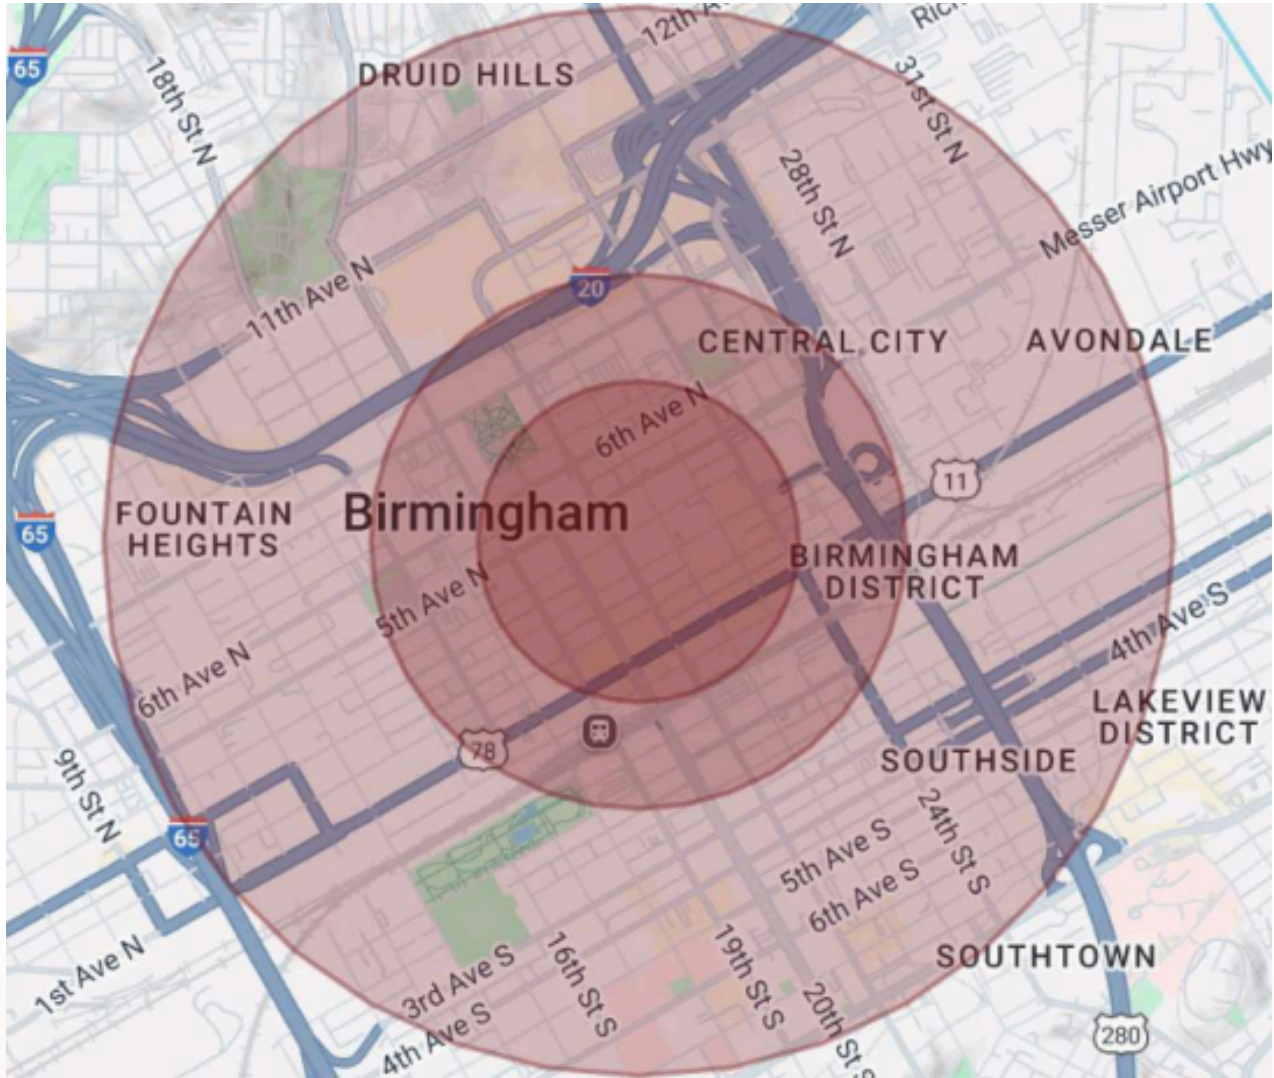 12th A
Rich
65
DRUID HILLS
18th St N
31st St N
28th St N
Messer Airport Hwy
11th Ave N
20
CENTRAL CITY
AVONDALE
6th Ave N
11
FOUNTAIN
HEIGHTS
Birmingham
65
BIRMINGHAM
DISTRICT
5th Ave N
4th Ave S
6th Ave N
LAKEVIEW
DISTRICT
78
SOUTHSIDE
9th St N
65
24th St S
5th Ave S
6th Ave S
1st Ave N
3rd Ave S
16th St S
19th St S
SOUTHTOWN
20th St S
4th Ave S
280